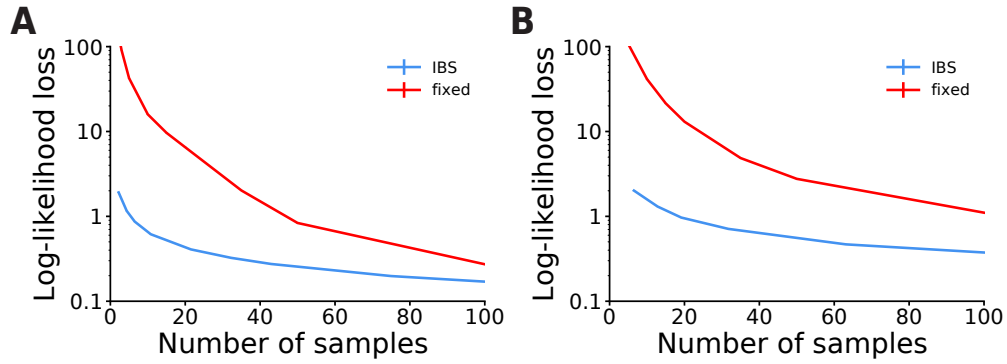 A
Log-likelihood loss
100
10
1
0.1
IBS
fixed
0 20 40 60 80 100
Number of samples
B
Log-likelihood loss
100
10
1
0.1
IBS
fixed
0 20 40 60 80 100
Number of samples